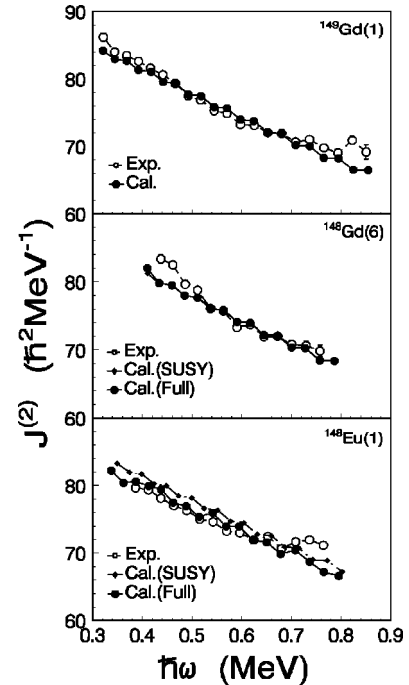 90
¹⁴⁹Gd(1)
80
70
Exp.
Cal.
60
¹⁴⁸Gd(6)
80
70
Exp.
Cal.(SUSY)
Cal.(Full)
60
¹⁴⁸Eu(1)
80
70
Exp.
Cal.(SUSY)
Cal.(Full)
60
J⁽²⁾ (ℏ²MeV⁻¹)
0.3 0.4 0.5 0.6 0.7 0.8 0.9
ℏω (MeV)